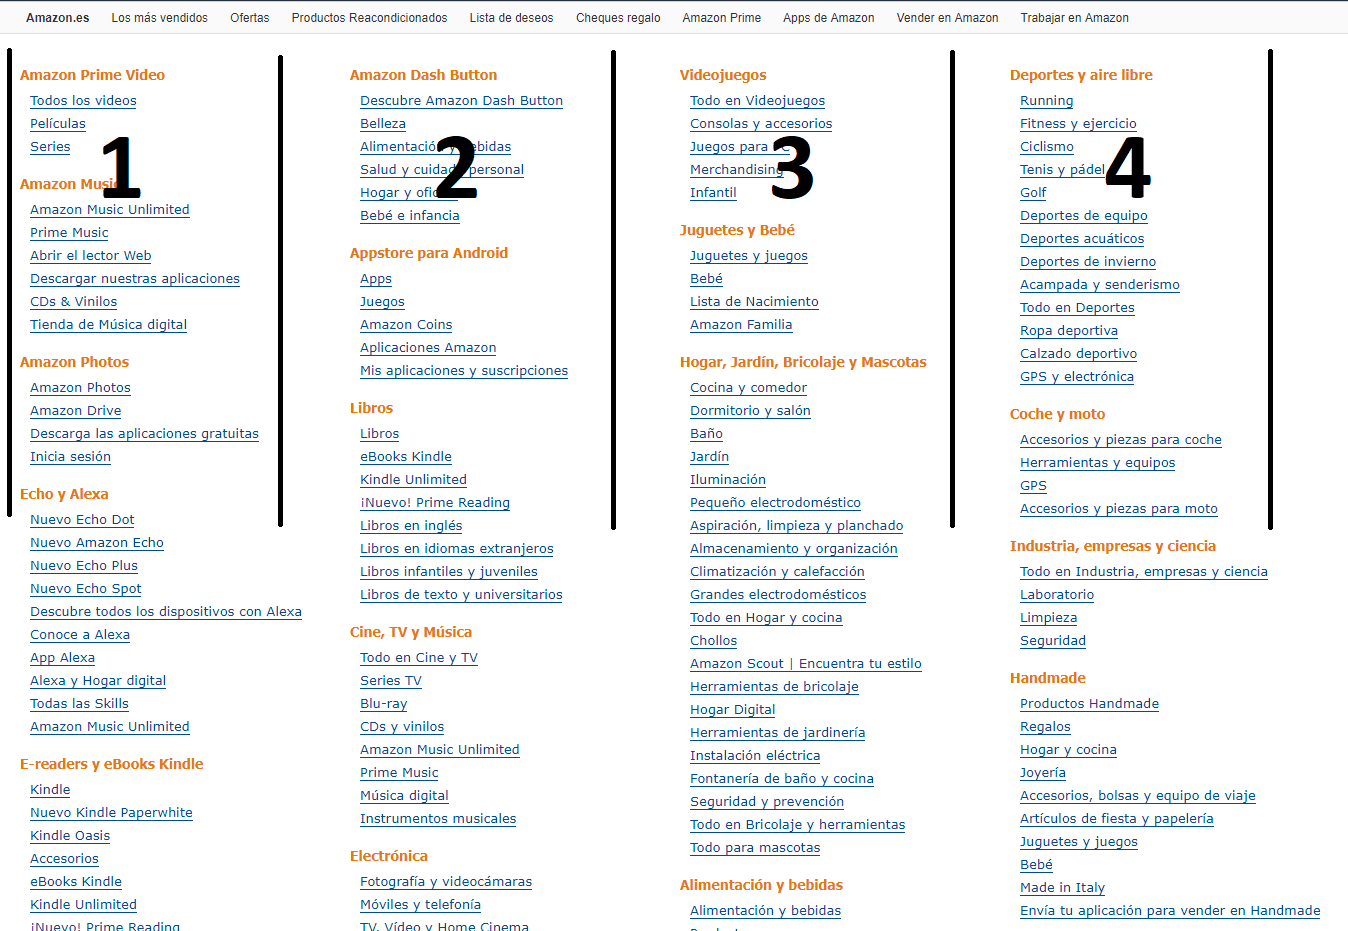 Amazon.es Los más vendidos Ofertas Productos Reacondicionados Lista de deseos Cheques regalo Amazon Prime Apps de Amazon Vender en Amazon Trabajar en Amazon
1
Amazon Prime Video
Todos los videos
Películas
Series
Amazon Music
Amazon Music Unlimited
Prime Music
Abrir el lector Web
Descargar nuestras aplicaciones
CDs & Vinilos
Tienda de Música digital
Amazon Photos
Amazon Photos
Amazon Drive
Descarga las aplicaciones gratuitas
Inicia sesión
Echo y Alexa
Nuevo Echo Dot
Nuevo Amazon Echo
Nuevo Echo Plus
Nuevo Echo Spot
Descubre todos los dispositivos con Alexa
Conoce a Alexa
App Alexa
Alexa y Hogar digital
Todas las Skills
Amazon Music Unlimited
E-readers y eBooks Kindle
Kindle
Nuevo Kindle Paperwhite
Kindle Oasis
Accesorios
eBooks Kindle
Kindle Unlimited
¡Nuevo! Prime Reading
2
Amazon Dash Button
Descubre Amazon Dash Button
Belleza
Alimentación y bebidas
Salud y cuidado personal
Hogar y oficina
Bebé e infancia
Appstore para Android
Apps
Juegos
Amazon Coins
Aplicaciones Amazon
Mis aplicaciones y suscripciones
Libros
Libros
eBooks Kindle
Kindle Unlimited
¡Nuevo! Prime Reading
Libros en inglés
Libros en idiomas extranjeros
Libros infantiles y juveniles
Libros de texto y universitarios
Cine, TV y Música
Todo en Cine y TV
Series TV
Blu-ray
CDs y vinilos
Amazon Music Unlimited
Prime Music
Música digital
Instrumentos musicales
Electrónica
Fotografía y videocámaras
Móviles y telefonía
TV, Vídeo y Home Cinema
3
Videojuegos
Todo en Videojuegos
Consolas y accesorios
Juegos para PC
Merchandising
Infantil
Juguetes y Bebé
Juguetes y juegos
Bebé
Lista de Nacimiento
Amazon Familia
Hogar, Jardín, Bricolaje y Mascotas
Cocina y comedor
Dormitorio y salón
Baño
Jardín
Iluminación
Pequeño electrodoméstico
Aspiración, limpieza y planchado
Almacenamiento y organización
Climatización y calefacción
Grandes electrodomésticos
Todo en Hogar y cocina
Chollos
Amazon Scout | Encuentra tu estilo
Herramientas de bricolaje
Hogar Digital
Herramientas de jardinería
Instalación eléctrica
Fontanería de baño y cocina
Seguridad y prevención
Todo en Bricolaje y herramientas
Todo para mascotas
Alimentación y bebidas
Alimentación y bebidas
4
Deportes y aire libre
Running
Fitness y ejercicio
Ciclismo
Tenis y pádel
Golf
Deportes de equipo
Deportes acuáticos
Deportes de invierno
Acampada y senderismo
Todo en Deportes
Ropa deportiva
Calzado deportivo
GPS y electrónica
Coche y moto
Accesorios y piezas para coche
Herramientas y equipos
GPS
Accesorios y piezas para moto
Industria, empresas y ciencia
Todo en Industria, empresas y ciencia
Laboratorio
Limpieza
Seguridad
Handmade
Productos Handmade
Regalos
Hogar y cocina
Joyería
Accesorios, bolsas y equipo de viaje
Artículos de fiesta y papelería
Juguetes y juegos
Bebé
Made in Italy
Envía tu aplicación para vender en Handmade